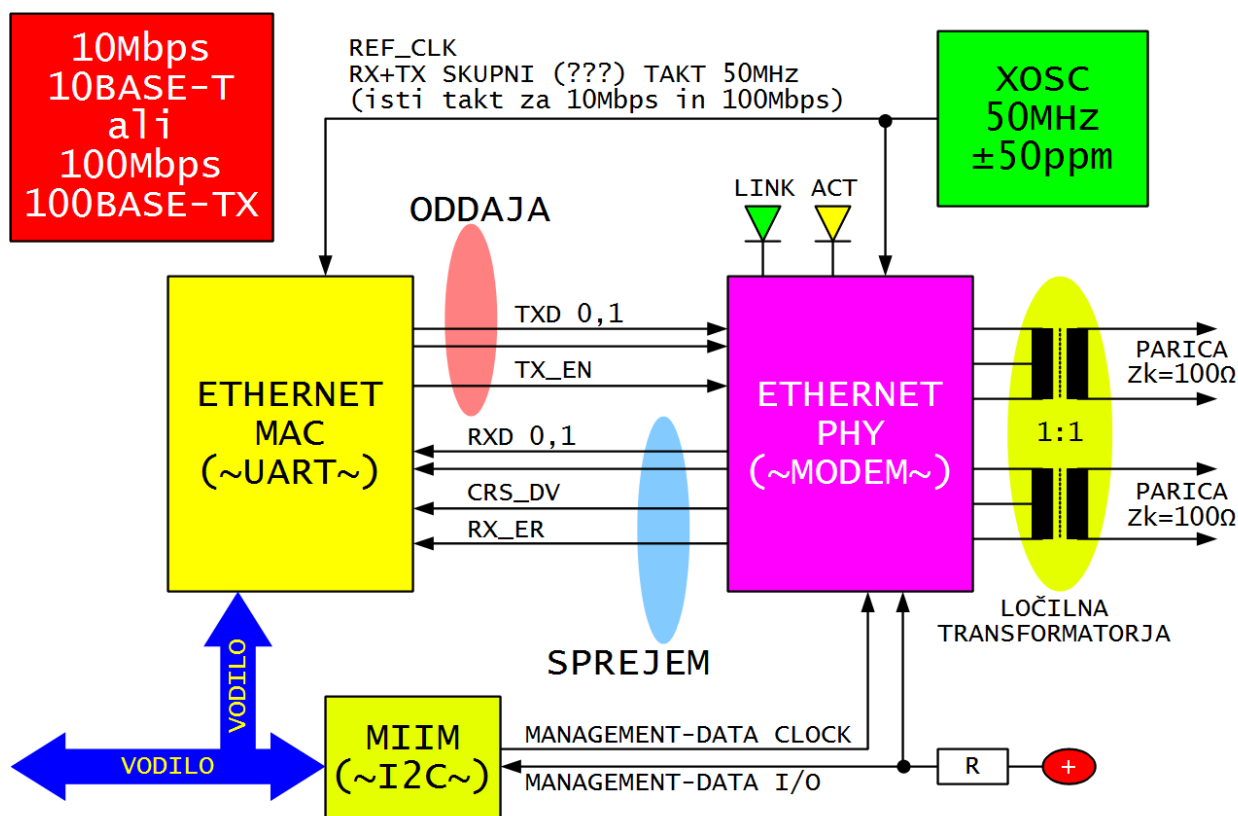 10Mbps
10BASE-T
ali
100Mbps
100BASE-TX
REF_CLK
RX+TX SKUPNI (???) TAKT 50MHz
(isti takt za 10Mbps in 100Mbps)
XOSC
50MHz
±50ppm
LINK ACT
ODDAJA
TXD 0,1
TX_EN
ETHERNET
MAC
(~UART~)
RXD 0,1
CRS_DV
RX_ER
ETHERNET
PHY
(~MODEM~)
PARICA
Zk=100Ω
1:1
PARICA
Zk=100Ω
LOČILNA
TRANSFORMATORJA
SPREJEM
VODILO
VODILO
MIIM
(~I2C~)
MANAGEMENT-DATA CLOCK
MANAGEMENT-DATA I/O
R
+